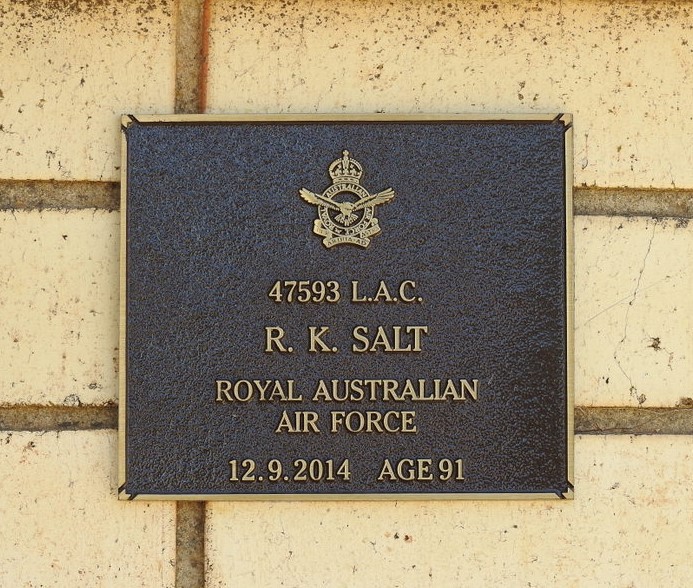 AUSTRALIAN
47593 L.A.C.
R. K. SALT
ROYAL AUSTRALIAN
AIR FORCE
12.9.2014 AGE 91